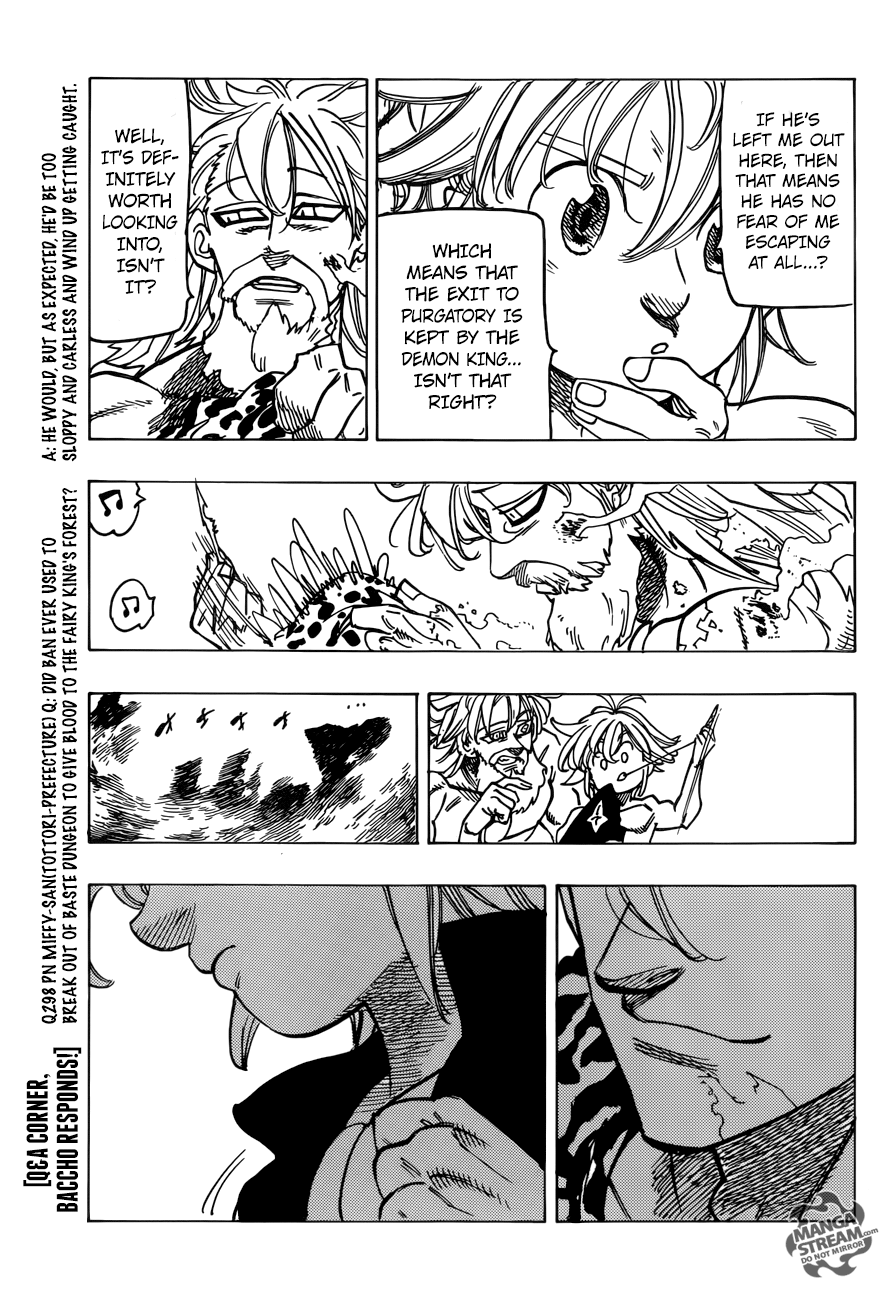 IF HE'S
LEFT ME OUT
HERE, THEN
THAT MEANS
HE HAS NO
FEAR OF ME
ESCAPING
AT ALL...?
WHICH
MEANS THAT
THE EXIT TO
PURGATORY IS
KEPT BY THE
DEMON KING...
ISN'T THAT
RIGHT?
WELL,
IT'S DEF-
INITELY
WORTH
LOOKING
INTO,
ISN'T
IT?
[Q&A CORNER,
BACCHO RESPONDS!]
Q298 PN MIFFY-SAN(TOTTORI-PREFECTURE) Q: DID BAN EVER USED TO
BREAK OUT OF BASTE DUNGEON TO GIVE BLOOD TO THE FAIRY KING'S FOREST?
A: HE WOULD, BUT AS EXPECTED, HE'D BE TOO
SLOPPY AND CARLESS AND WIND UP GETTING CAUGHT.
MANGA
STREAM.com
DO NOT MIRROR